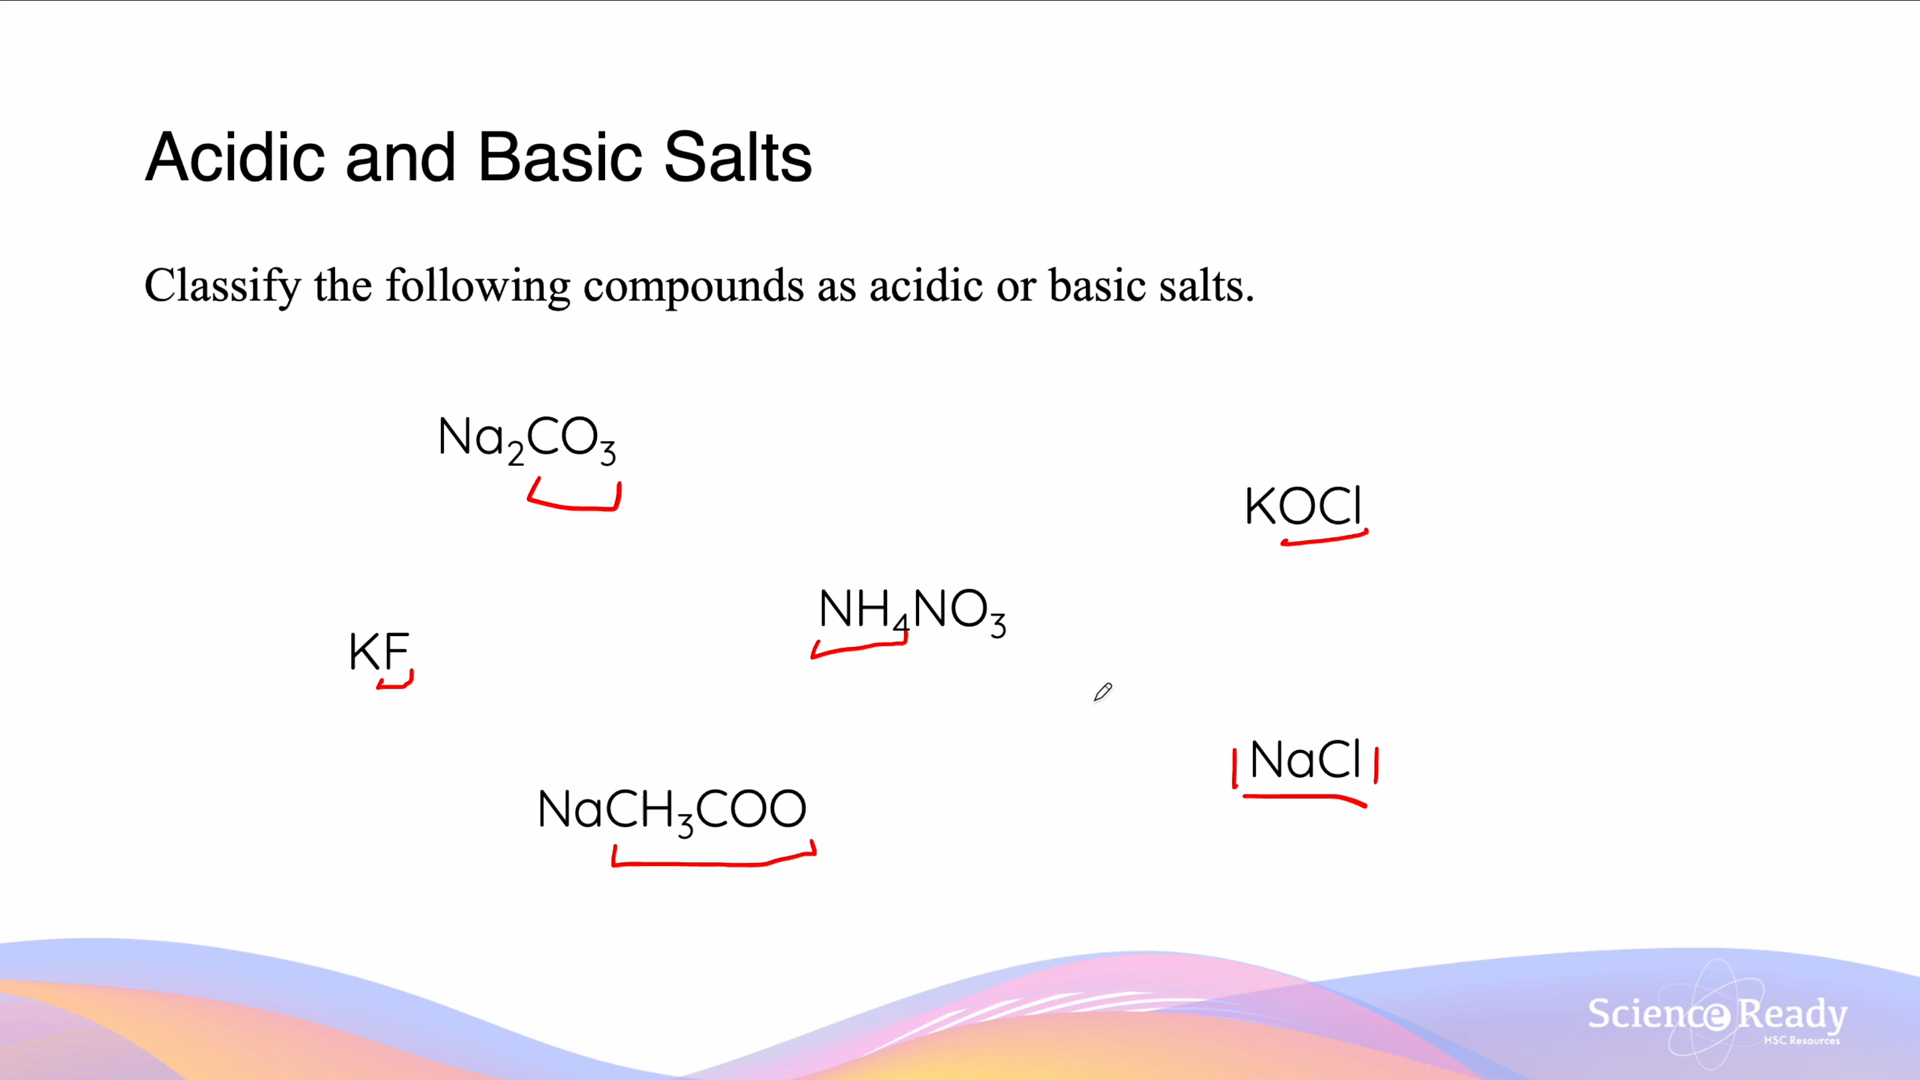 Acidic and Basic Salts
Classify the following compounds as acidic or basic salts.
Na₂CO₃
KOCl
NH₄NO₃
KF
NaCl
NaCH₃COO
Science Ready
HSC Resources